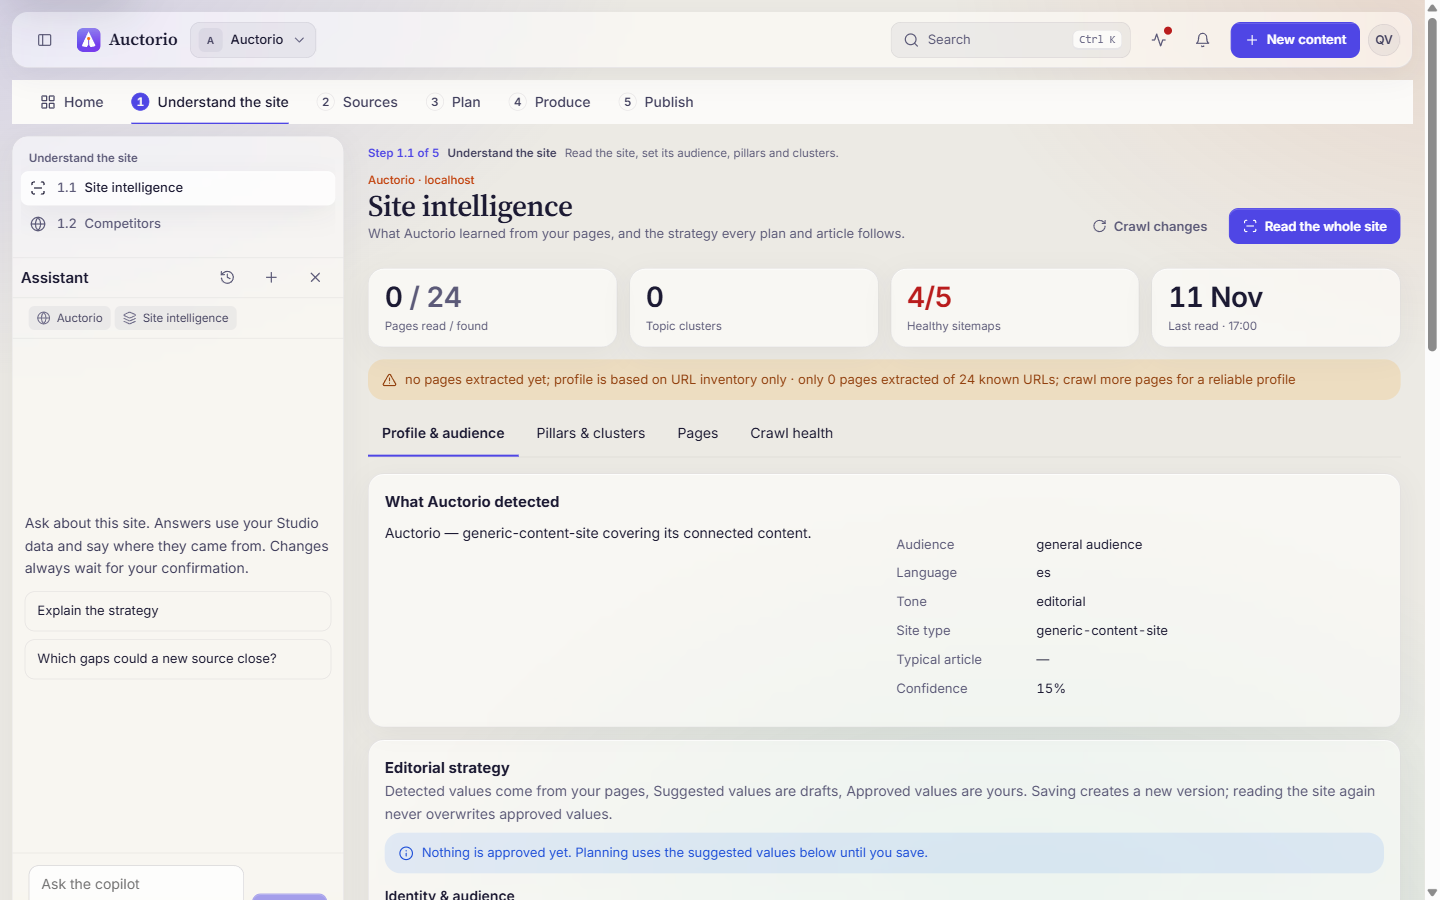 Auctorio
A Auctorio
Search Ctrl K
New content
QV
Home
1 Understand the site
2 Sources
3 Plan
4 Produce
5 Publish
Understand the site
1.1 Site intelligence
1.2 Competitors
Assistant
Auctorio
Site intelligence
Ask about this site. Answers use your Studio
data and say where they came from. Changes
always wait for your confirmation.
Explain the strategy
Which gaps could a new source close?
Ask the copilot
Step 1.1 of 5 Understand the site Read the site, set its audience, pillars and clusters.
Auctorio · localhost
Site intelligence
What Auctorio learned from your pages, and the strategy every plan and article follows.
Crawl changes
Read the whole site
0 / 24
Pages read / found
0
Topic clusters
4/5
Healthy sitemaps
11 Nov
Last read · 17:00
no pages extracted yet; profile is based on URL inventory only · only 0 pages extracted of 24 known URLs; crawl more pages for a reliable profile
Profile & audience
Pillars & clusters
Pages
Crawl health
What Auctorio detected
Auctorio — generic-content-site covering its connected content.
Audience general audience
Language es
Tone editorial
Site type generic-content-site
Typical article —
Confidence 15%
Editorial strategy
Detected values come from your pages, Suggested values are drafts, Approved values are yours. Saving creates a new version; reading the site again
never overwrites approved values.
Nothing is approved yet. Planning uses the suggested values below until you save.
Identity & audience